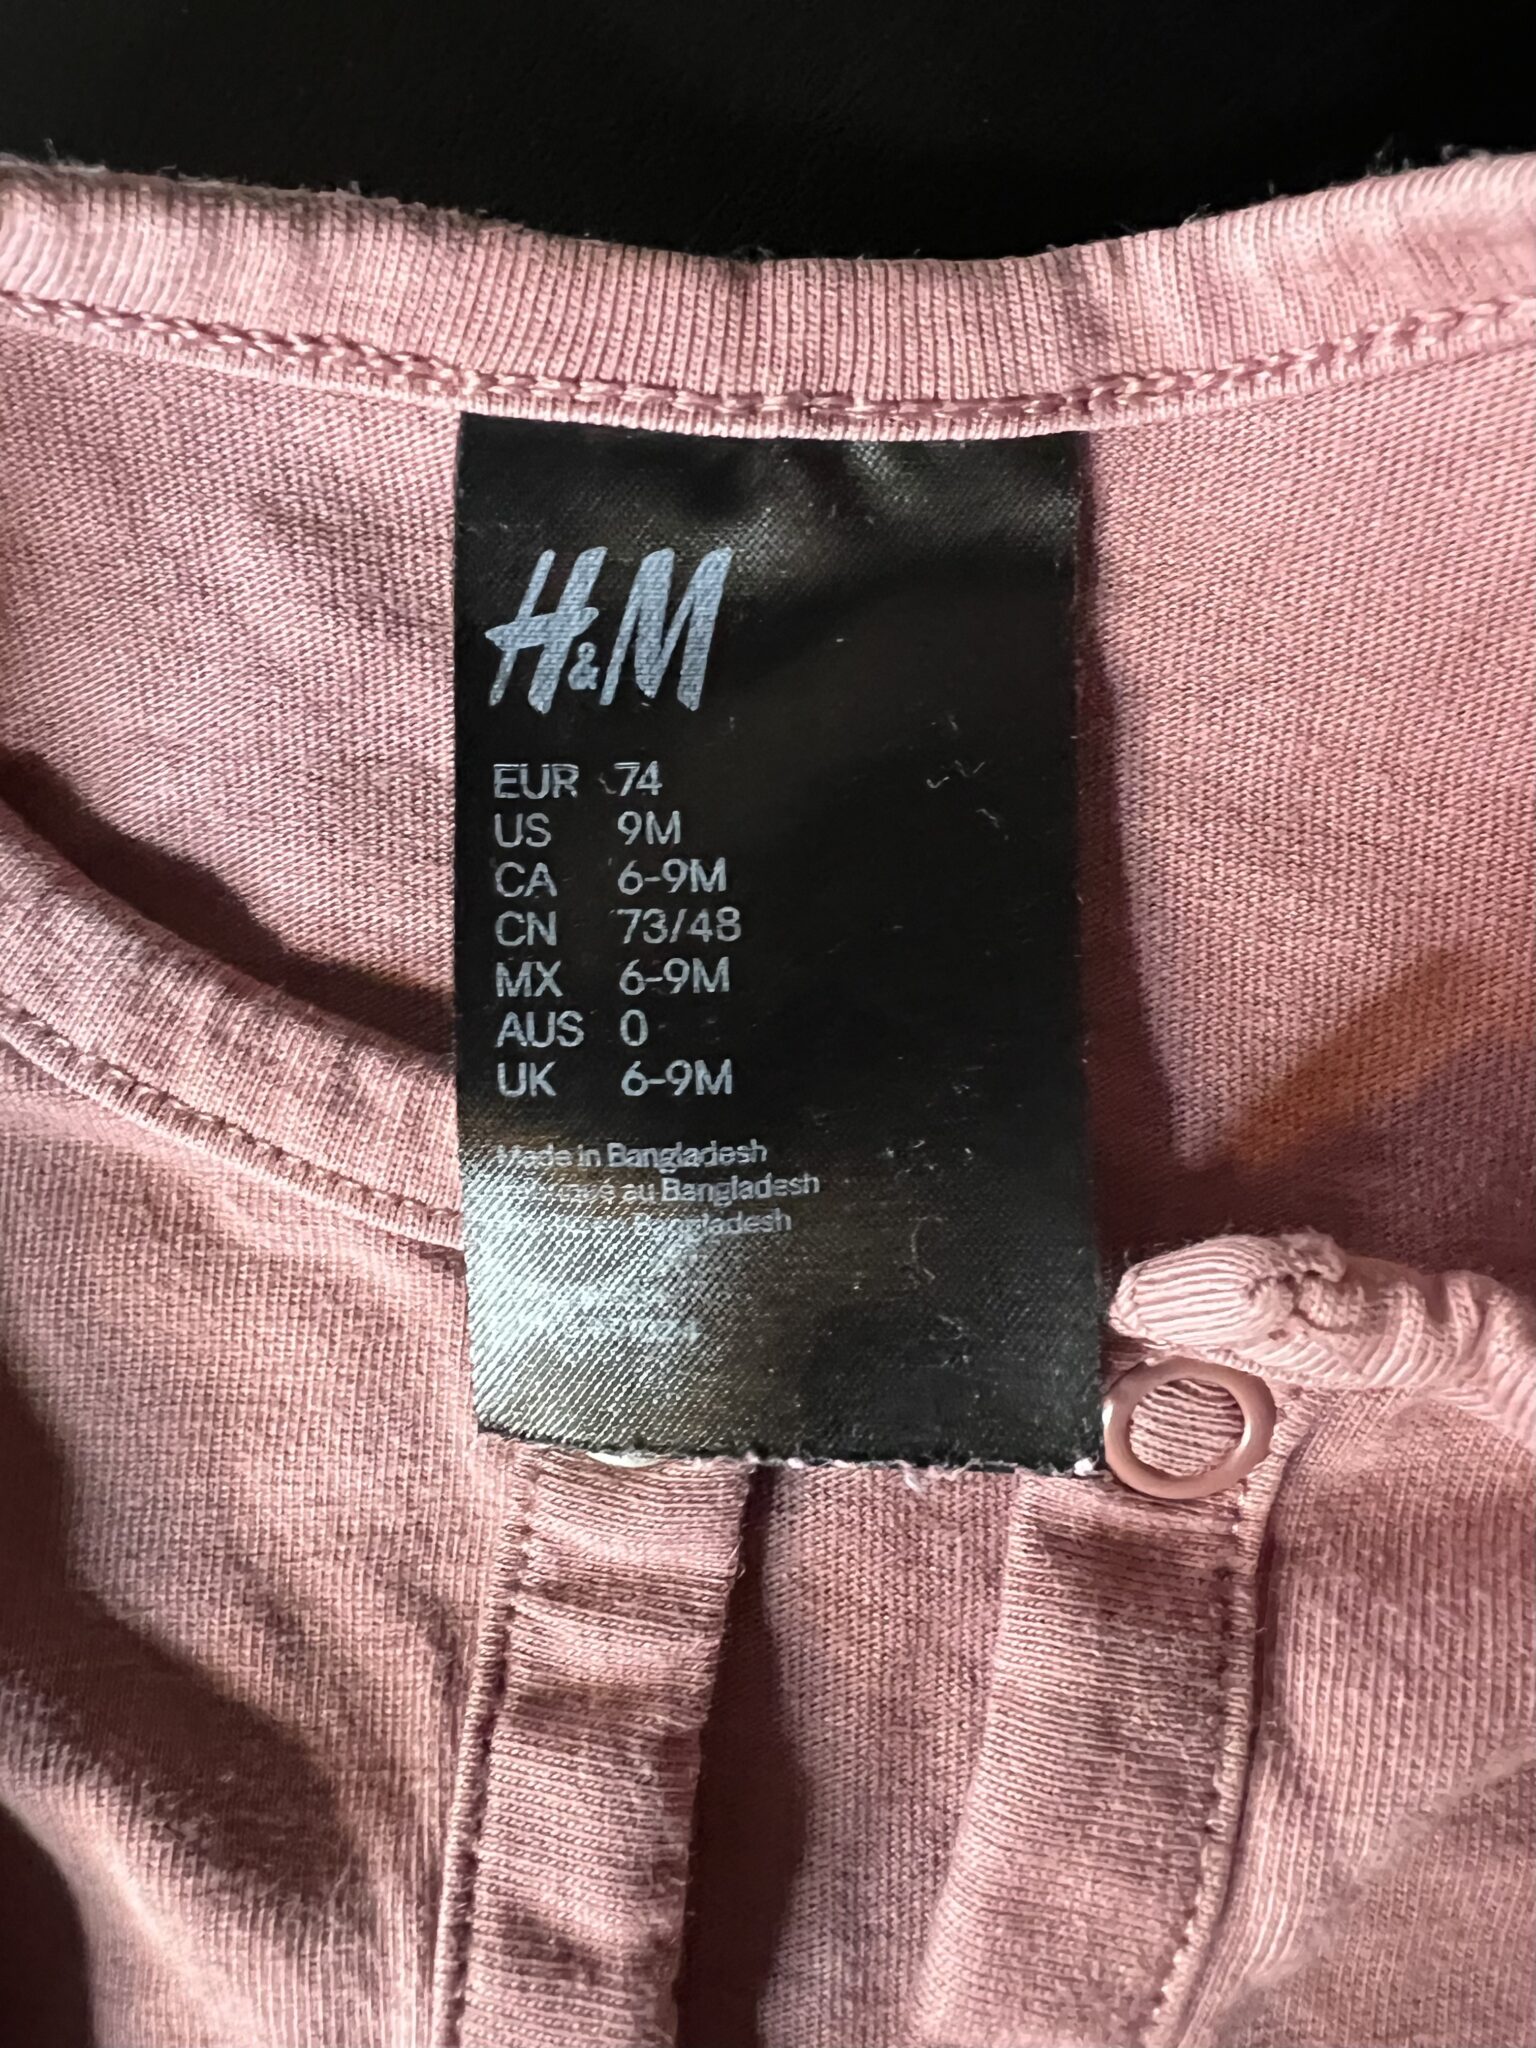 H&M
EUR 74
US 9M
CA 6-9M
CN 73/48
MX 6-9M
AUS 0
UK 6-9M
Made in Bangladesh
au Bangladesh
Bangladesh